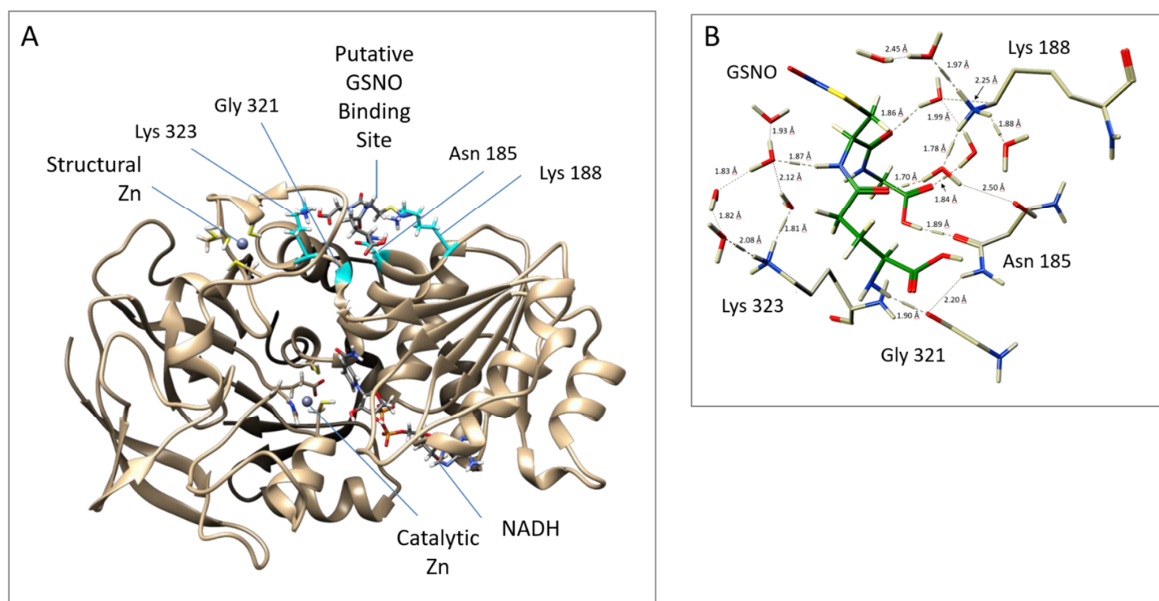 A
Putative
GSNO
Binding
Site
Gly 321
Lys 323
Asn 185
Structural
Zn
Lys 188
Catalytic
Zn
NADH
B
2.45 Å
Lys 188
GSNO
1.97 Å
2.25 Å
1.86 Å
1.99 Å
1.88 Å
1.93 Å
1.87 Å
1.78 Å
1.83 Å
2.12 Å
1.70 Å
2.50 Å
1.84 Å
1.82 Å
1.81 Å
1.89 Å
2.08 Å
Asn 185
Lys 323
2.20 Å
1.90 Å
Gly 321